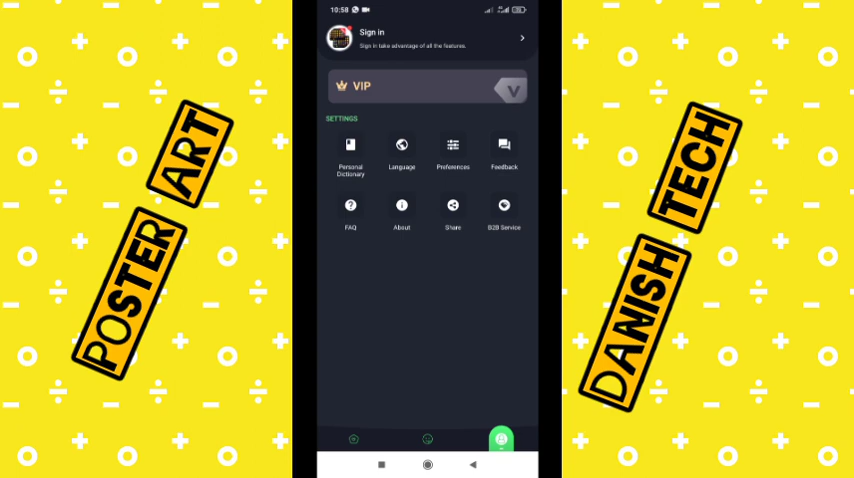 10:58
Sign in
Sign in take advantage of all the features.
VIP
V
SETTINGS
Personal Dictionary
Language
Preferences
Feedback
FAQ
About
Share
B2B Service
POSTER ART
DANISH TECH